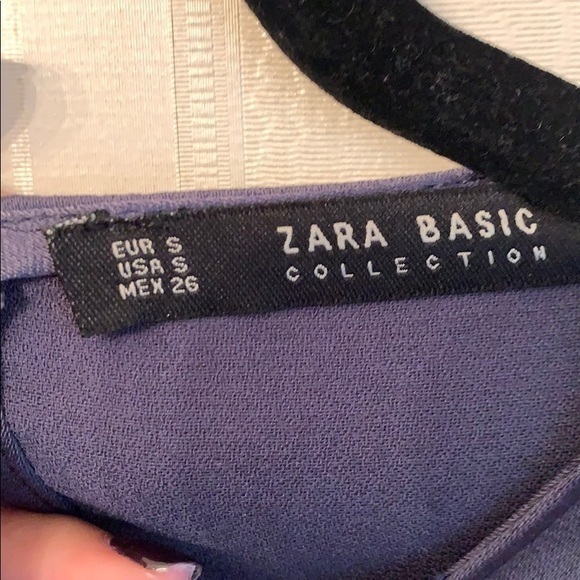 EUR S
USA S
MEX 26
ZARA BASIC
COLLECTION